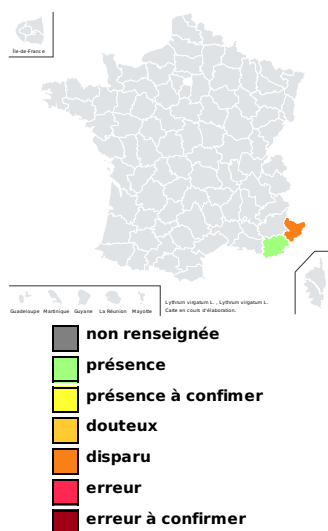 Île-de-France
Guadeloupe Martinique Guyane La Réunion Mayotte
Lythrum virgatum L. , Lythrum virgatum L.
Carte en cours d'élaboration.
non renseignée
présence
présence à confimer
douteux
disparu
erreur
erreur à confirmer